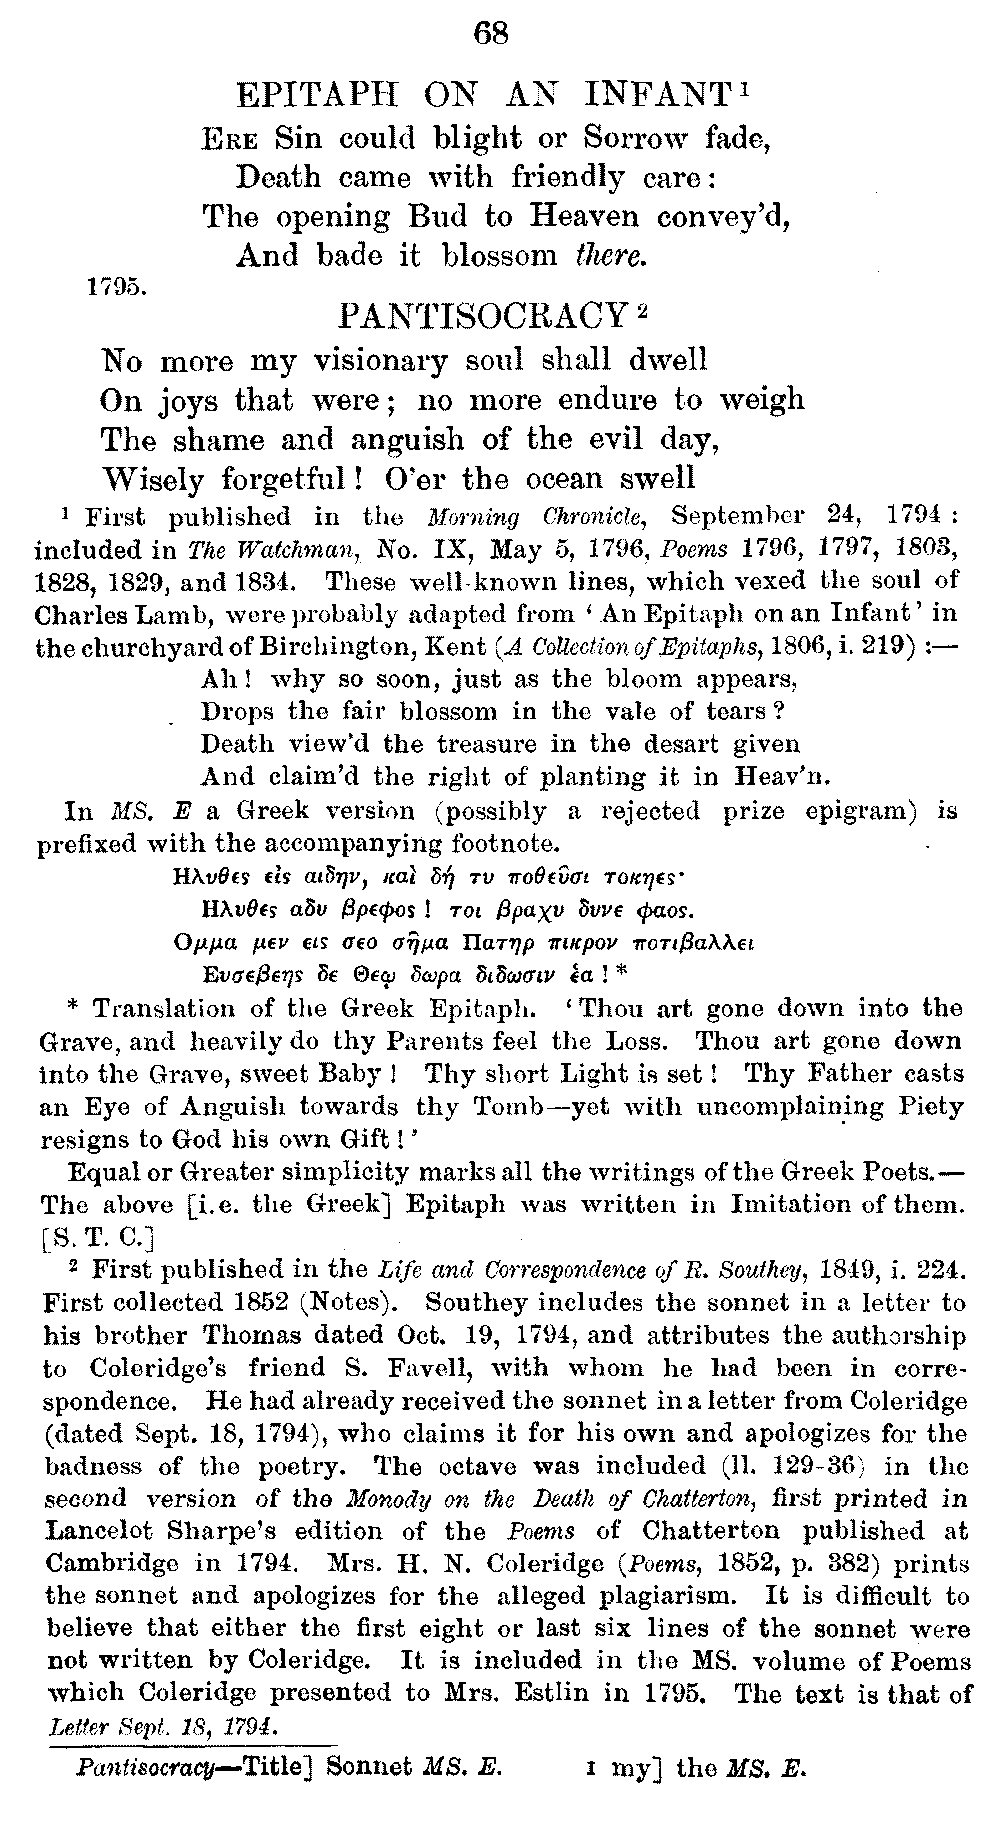 68
EPITAPH ON AN INFANT¹
ERE Sin could blight or Sorrow fade,
Death came with friendly care:
The opening Bud to Heaven convey'd,
And bade it blossom there.
1795.
PANTISOCRACY²
No more my visionary soul shall dwell
On joys that were; no more endure to weigh
The shame and anguish of the evil day,
Wisely forgetful! O'er the ocean swell
¹ First published in the Morning Chronicle, September 24, 1794:
included in The Watchman, No. IX, May 5, 1796, Poems 1796, 1797, 1803,
1828, 1829, and 1834. These well-known lines, which vexed the soul of
Charles Lamb, were probably adapted from ' An Epitaph on an Infant' in
the churchyard of Birchington, Kent (A Collection of Epitaphs, 1806, i. 219):—
Ah! why so soon, just as the bloom appears,
Drops the fair blossom in the vale of tears?
Death view'd the treasure in the desart given
And claim'd the right of planting it in Heav'n.
In MS. E a Greek version (possibly a rejected prize epigram) is
prefixed with the accompanying footnote.
Ηλυθες εἰς αιδην, καὶ δή τυ ποθεῦσι τοκηες·
Ηλυθες αδυ βρεφος! τοι βραχυ δυνε φαος.
Ομμα μεν εις σεο σῆμα Πατηρ πικρον ποτιβαλλει
Ευσεβεης δε Θεῳ δωρα διδωσιν ἑα!*
* Translation of the Greek Epitaph. 'Thou art gone down into the
Grave, and heavily do thy Parents feel the Loss. Thou art gone down
into the Grave, sweet Baby! Thy short Light is set! Thy Father casts
an Eye of Anguish towards thy Tomb—yet with uncomplaining Piety
resigns to God his own Gift!'
Equal or Greater simplicity marks all the writings of the Greek Poets.—
The above [i.e. the Greek] Epitaph was written in Imitation of them.
[S. T. C.]
² First published in the Life and Correspondence of R. Southey, 1849, i. 224.
First collected 1852 (Notes). Southey includes the sonnet in a letter to
his brother Thomas dated Oct. 19, 1794, and attributes the authorship
to Coleridge's friend S. Favell, with whom he had been in corre-
spondence. He had already received the sonnet in a letter from Coleridge
(dated Sept. 18, 1794), who claims it for his own and apologizes for the
badness of the poetry. The octave was included (ll. 129-36) in the
second version of the Monody on the Death of Chatterton, first printed in
Lancelot Sharpe's edition of the Poems of Chatterton published at
Cambridge in 1794. Mrs. H. N. Coleridge (Poems, 1852, p. 382) prints
the sonnet and apologizes for the alleged plagiarism. It is difficult to
believe that either the first eight or last six lines of the sonnet were
not written by Coleridge. It is included in the MS. volume of Poems
which Coleridge presented to Mrs. Estlin in 1795. The text is that of
Letter Sept. 18, 1794.
Pantisocracy—Title] Sonnet MS. E. 1 my] the MS. E.